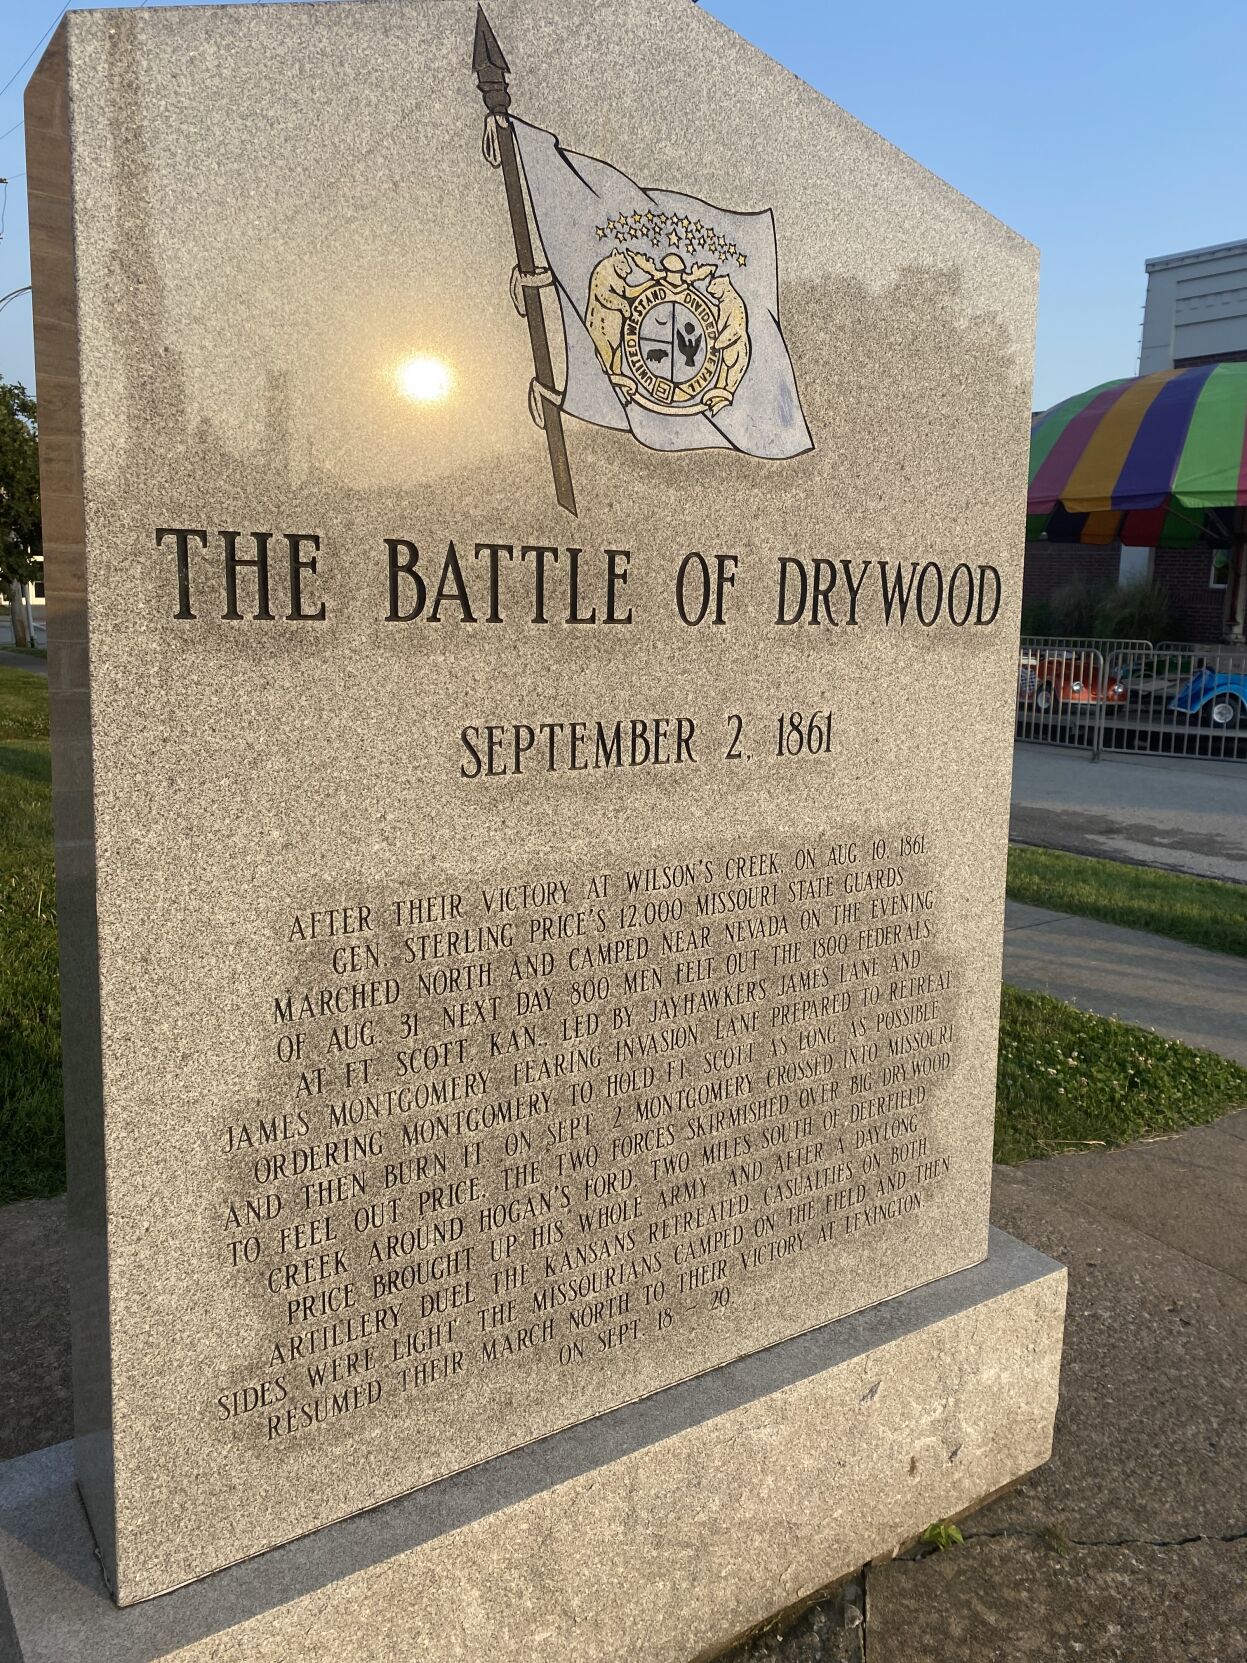 UNITED WE STAND DIVIDED WE FALL
THE BATTLE OF DRYWOOD
SEPTEMBER 2, 1861
AFTER THEIR VICTORY AT WILSON'S CREEK, ON AUG 10, 1861
GEN. STERLING PRICE'S 12,000 MISSOURI STATE GUARDS
MARCHED NORTH AND CAMPED NEAR NEVADA ON THE EVENING
OF AUG. 31. NEXT DAY 800 MEN FELT OUT THE 1800 FEDERALS
AT FT. SCOTT, KAN., LED BY JAYHAWKERS JAMES LANE AND
JAMES MONTGOMERY. FEARING INVASION, LANE PREPARED TO RETREAT
ORDERING MONTGOMERY TO HOLD FT. SCOTT AS LONG AS POSSIBLE
AND THEN BURN IT. ON SEPT. 2 MONTGOMERY CROSSED INTO MISSOURI
TO FEEL OUT PRICE. THE TWO FORCES SKIRMISHED OVER BIG DRYWOOD
CREEK AROUND HOGAN'S FORD, TWO MILES SOUTH OF DEERFIELD.
PRICE BROUGHT UP HIS WHOLE ARMY AND AFTER A DAYLONG
ARTILLERY DUEL THE KANSANS RETREATED. CASUALTIES ON BOTH
SIDES WERE LIGHT. THE MISSOURIANS CAMPED ON THE FIELD AND THEN
RESUMED THEIR MARCH NORTH TO THEIR VICTORY AT LEXINGTON
ON SEPT. 18 - 20